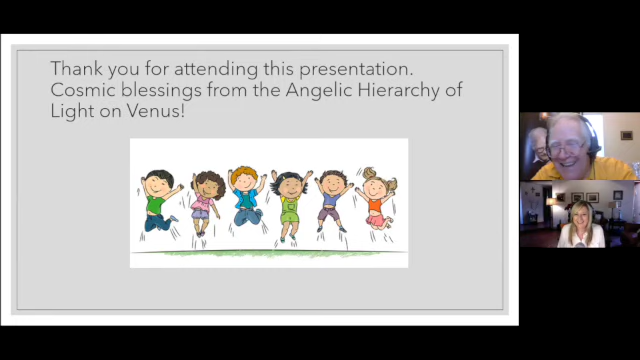 Thank you for attending this presentation.
Cosmic blessings from the Angelic Hierarchy of
Light on Venus!